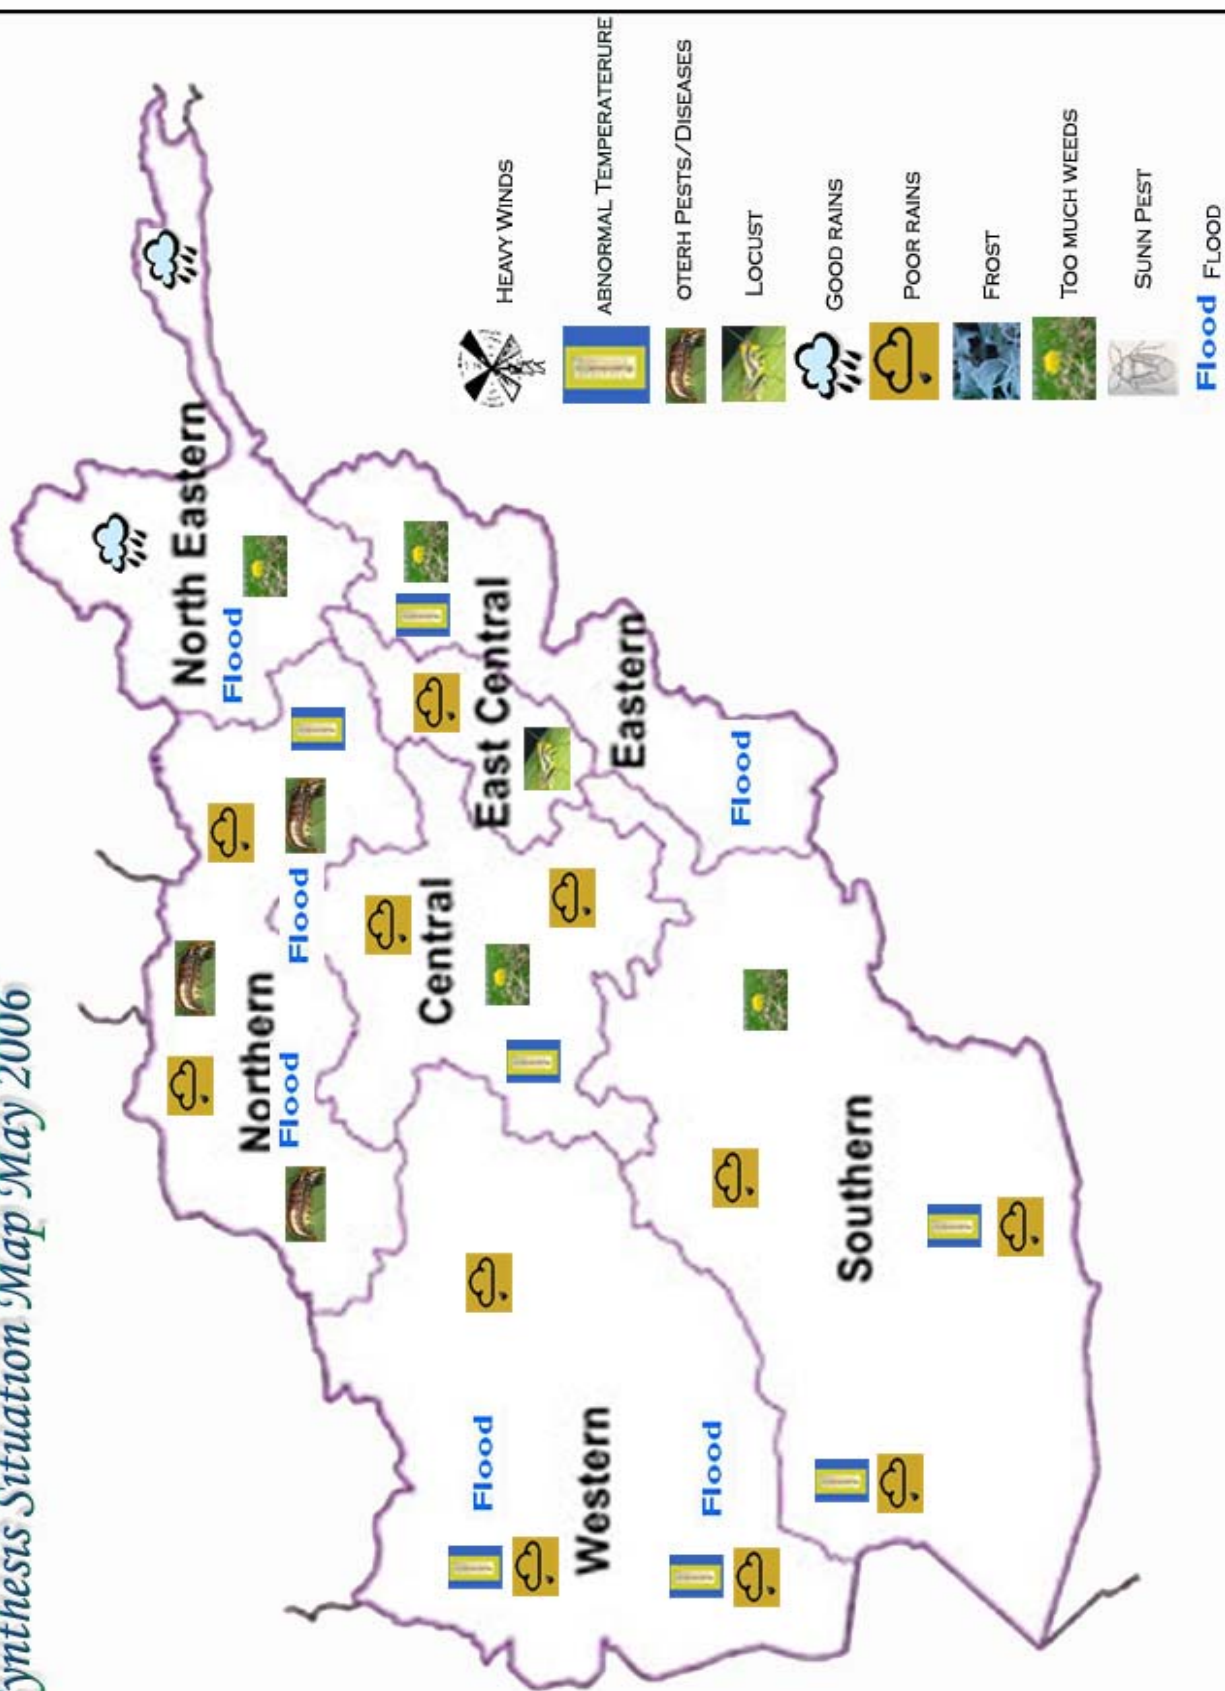 ynthesis Situation Map May 2006
North Eastern
Flood
Northern
Flood
Flood
Central
East Central
Eastern
Flood
Western
Flood
Flood
Southern
HEAVY WINDS
ABNORMAL TEMPERATERURE
OTERH PESTS/DISEASES
LOCUST
GOOD RAINS
POOR RAINS
FROST
TOO MUCH WEEDS
SUNN PEST
Flood FLOOD